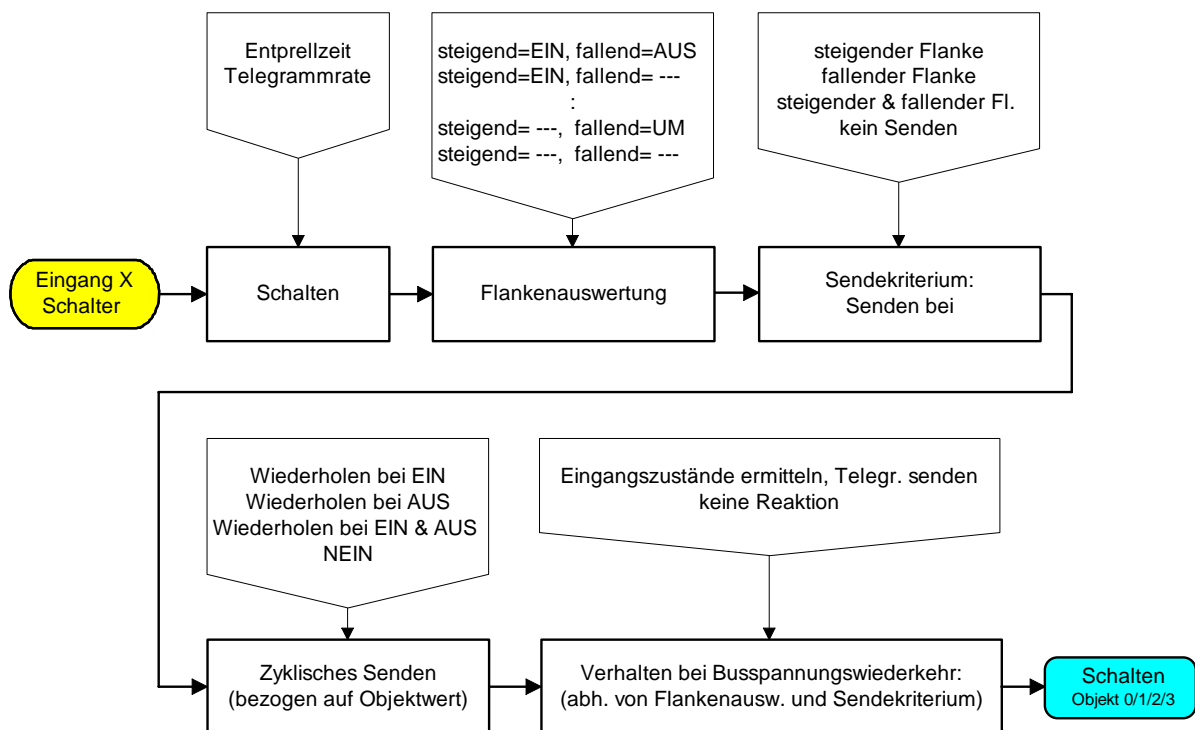 Entprellzeit
Telegrammrate
steigend=EIN, fallend=AUS
steigend=EIN, fallend= ---
:
steigend= ---, fallend=UM
steigend= ---, fallend= ---
steigender Flanke
fallender Flanke
steigender & fallender Fl.
kein Senden
Eingang X
Schalter
Schalten
Flankenauswertung
Sendekriterium:
Senden bei
Wiederholen bei EIN
Wiederholen bei AUS
Wiederholen bei EIN & AUS
NEIN
Eingangszustände ermitteln, Telegr. senden
keine Reaktion
Zyklisches Senden
(bezogen auf Objektwert)
Verhalten bei Busspannungswiederkehr:
(abh. von Flankenausw. und Sendekriterium)
Schalten
Objekt 0/1/2/3